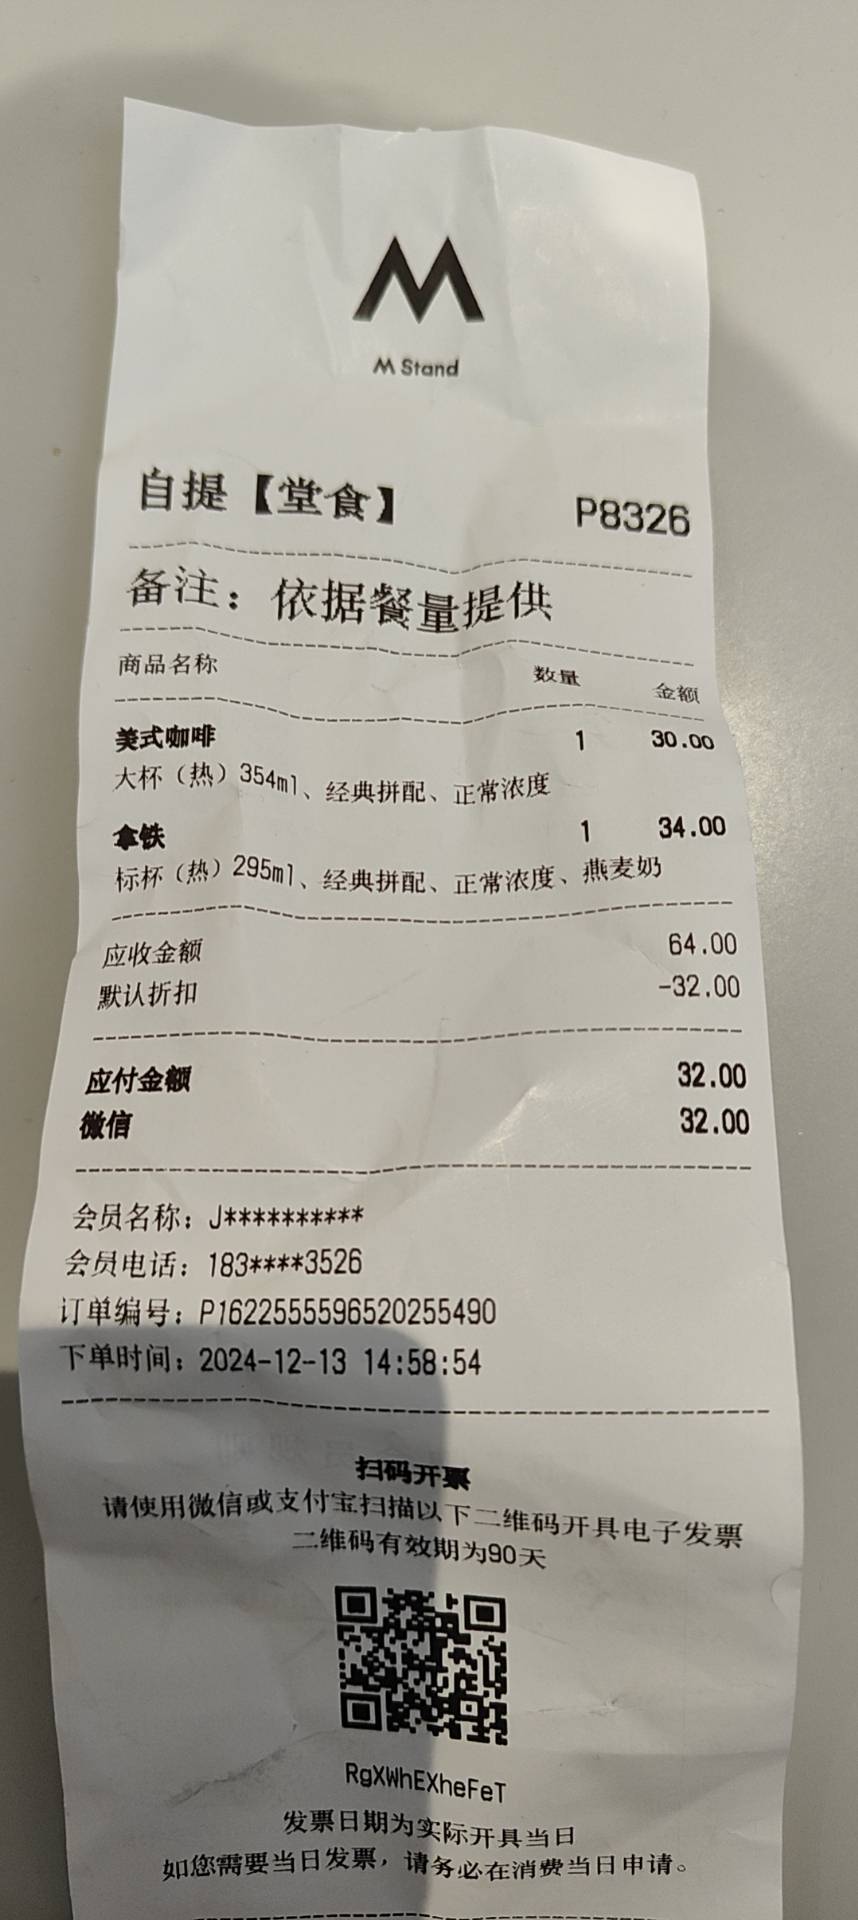 M Stand
自提【堂食】 P8326
备注：依据餐量提供
商品名称 数量 金额
美式咖啡 1 30.00
大杯（热）354ml、经典拼配、正常浓度
拿铁 1 34.00
标杯（热）295ml、经典拼配、正常浓度、燕麦奶
应收金额 64.00
默认折扣 -32.00
应付金额 32.00
微信 32.00
会员名称：J**********
会员电话：183****3526
订单编号：P1622555596520255490
下单时间：2024-12-13 14:58:54
扫码开票
请使用微信或支付宝扫描以下二维码开具电子发票
二维码有效期为90天
RgXWhEXheFeT
发票日期为实际开具当日
如您需要当日发票，请务必在消费当日申请。